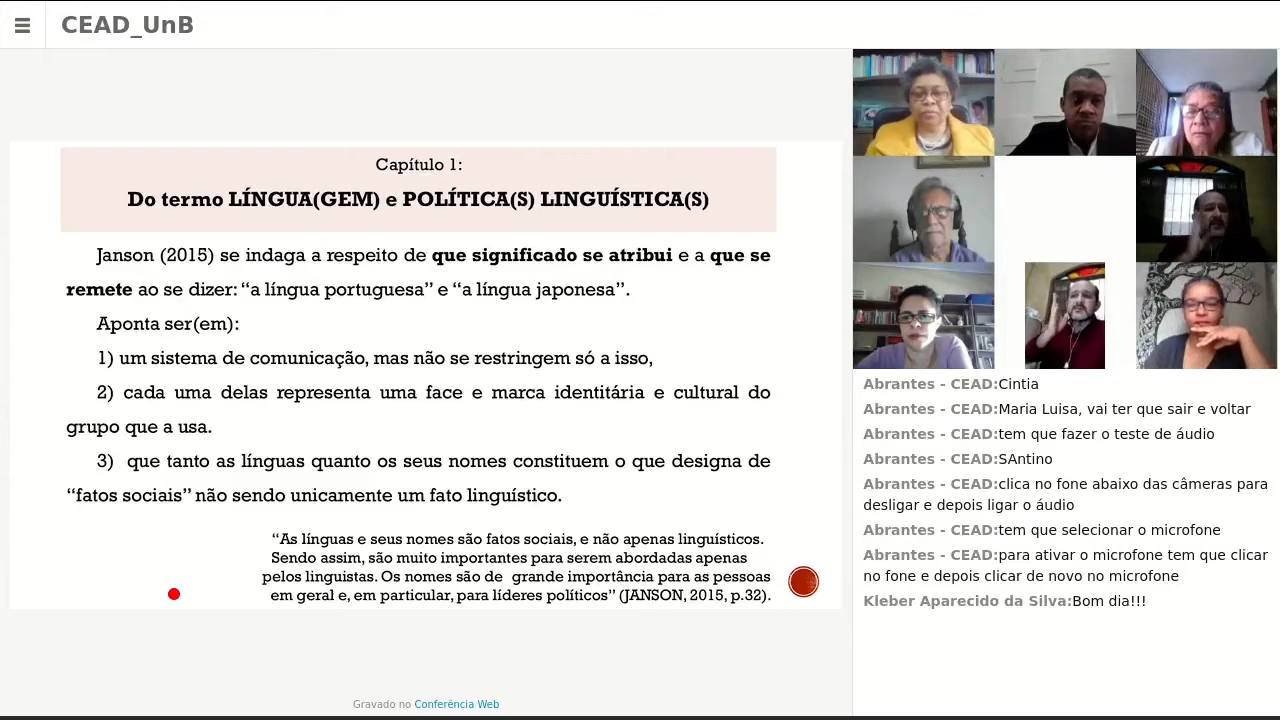 CEAD_UnB
Capítulo 1:
Do termo LÍNGUA(GEM) e POLÍTICA(S) LINGUÍSTICA(S)
Janson (2015) se indaga a respeito de que significado se atribui e a que se
remete ao se dizer: “a língua portuguesa” e “a língua japonesa”.
Aponta ser(em):
1) um sistema de comunicação, mas não se restringem só a isso,
2) cada uma delas representa uma face e marca identitária e cultural do
grupo que a usa.
3) que tanto as línguas quanto os seus nomes constituem o que designa de
“fatos sociais” não sendo unicamente um fato linguístico.
“As línguas e seus nomes são fatos sociais, e não apenas linguísticos.
Sendo assim, são muito importantes para serem abordadas apenas
pelos linguistas. Os nomes são de grande importância para as pessoas
em geral e, em particular, para líderes políticos” (JANSON, 2015, p.32).
Abrantes - CEAD:Cintia
Abrantes - CEAD:Maria Luisa, vai ter que sair e voltar
Abrantes - CEAD:tem que fazer o teste de áudio
Abrantes - CEAD:SAntino
Abrantes - CEAD:clica no fone abaixo das câmeras para
desligar e depois ligar o áudio
Abrantes - CEAD:tem que selecionar o microfone
Abrantes - CEAD:para ativar o microfone tem que clicar
no fone e depois clicar de novo no microfone
Kleber Aparecido da Silva:Bom dia!!!
Gravado no Conferência Web